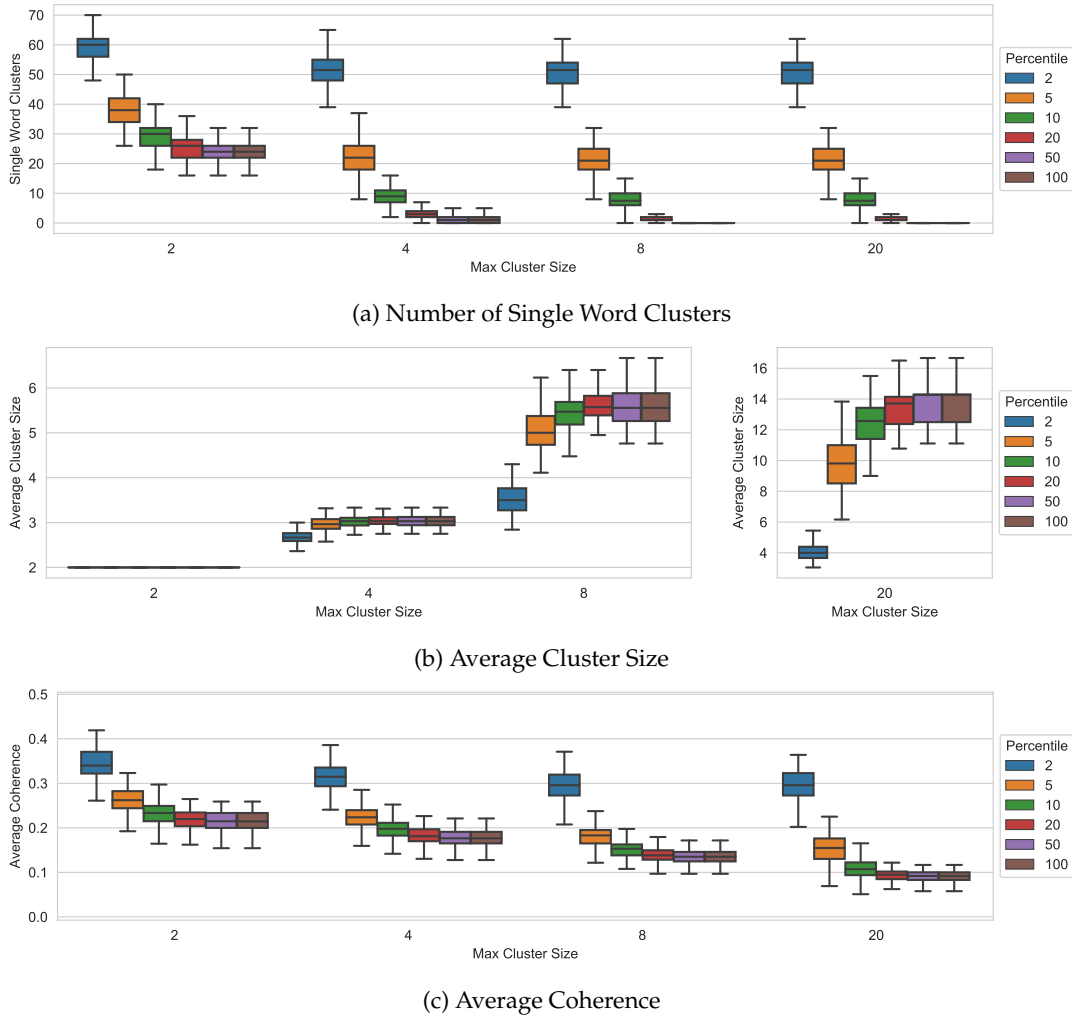 70
60
50
40
30
20
10
0
Single Word Clusters
2 4 8 20
Max Cluster Size
Percentile
2
5
10
20
50
100
(a) Number of Single Word Clusters
6
5
4
3
2
Average Cluster Size
2 4 8
Max Cluster Size
16
14
12
10
8
6
4
Average Cluster Size
20
Max Cluster Size
Percentile
2
5
10
20
50
100
(b) Average Cluster Size
0.5
0.4
0.3
0.2
0.1
0.0
Average Coherence
2 4 8 20
Max Cluster Size
Percentile
2
5
10
20
50
100
(c) Average Coherence